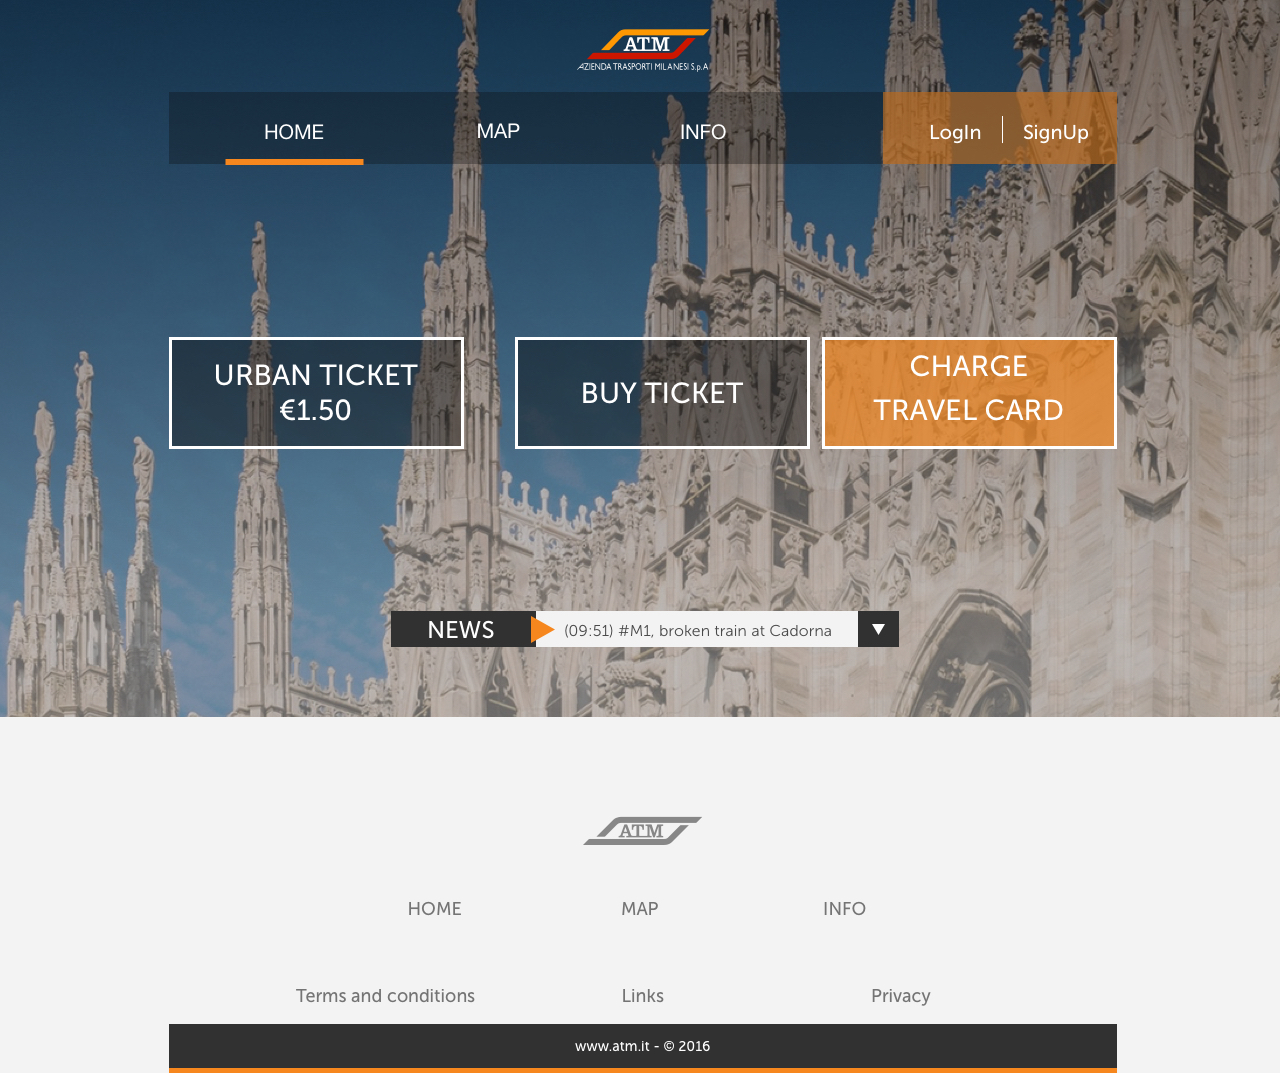 ATM
AZIENDA TRASPORTI MILANESI S.p.A
HOME MAP INFO LogIn SignUp
URBAN TICKET
€1.50
BUY TICKET
CHARGE
TRAVEL CARD
NEWS (09:51) #M1, broken train at Cadorna
ATM
HOME MAP INFO
Terms and conditions Links Privacy
www.atm.it - © 2016